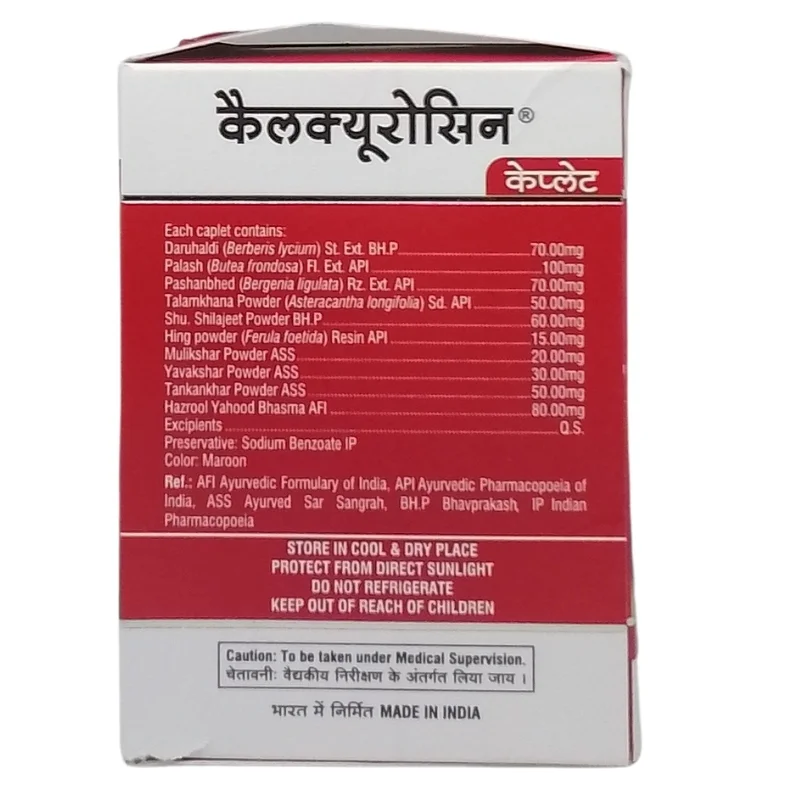 कैलक्यूरोसिन®
केप्लेट
Each caplet contains:
Daruhaldi (Berberis lycium) St. Ext. BH.P 70.00mg
Palash (Butea frondosa) Fl. Ext. API 100mg
Pashanbhed (Bergenia ligulata) Rz. Ext. API 70.00mg
Talamkhana Powder (Asteracantha longifolia) Sd. API 50.00mg
Shu. Shilajeet Powder BH.P 60.00mg
Hing powder (Ferula foetida) Resin API 15.00mg
Mulikshar Powder ASS 20.00mg
Yavakshar Powder ASS 30.00mg
Tankankhar Powder ASS 50.00mg
Hazrool Yahood Bhasma AFI 80.00mg
Excipients Q.S.
Preservative: Sodium Benzoate IP
Color: Maroon
Ref.: AFI Ayurvedic Formulary of India, API Ayurvedic Pharmacopoeia of
India, ASS Ayurved Sar Sangrah, BH.P Bhavprakash, IP Indian
Pharmacopoeia
STORE IN COOL & DRY PLACE
PROTECT FROM DIRECT SUNLIGHT
DO NOT REFRIGERATE
KEEP OUT OF REACH OF CHILDREN
Caution: To be taken under Medical Supervision.
चेतावनी: वैद्यकीय निरीक्षण के अंतर्गत लिया जाय ।
भारत में निर्मित MADE IN INDIA